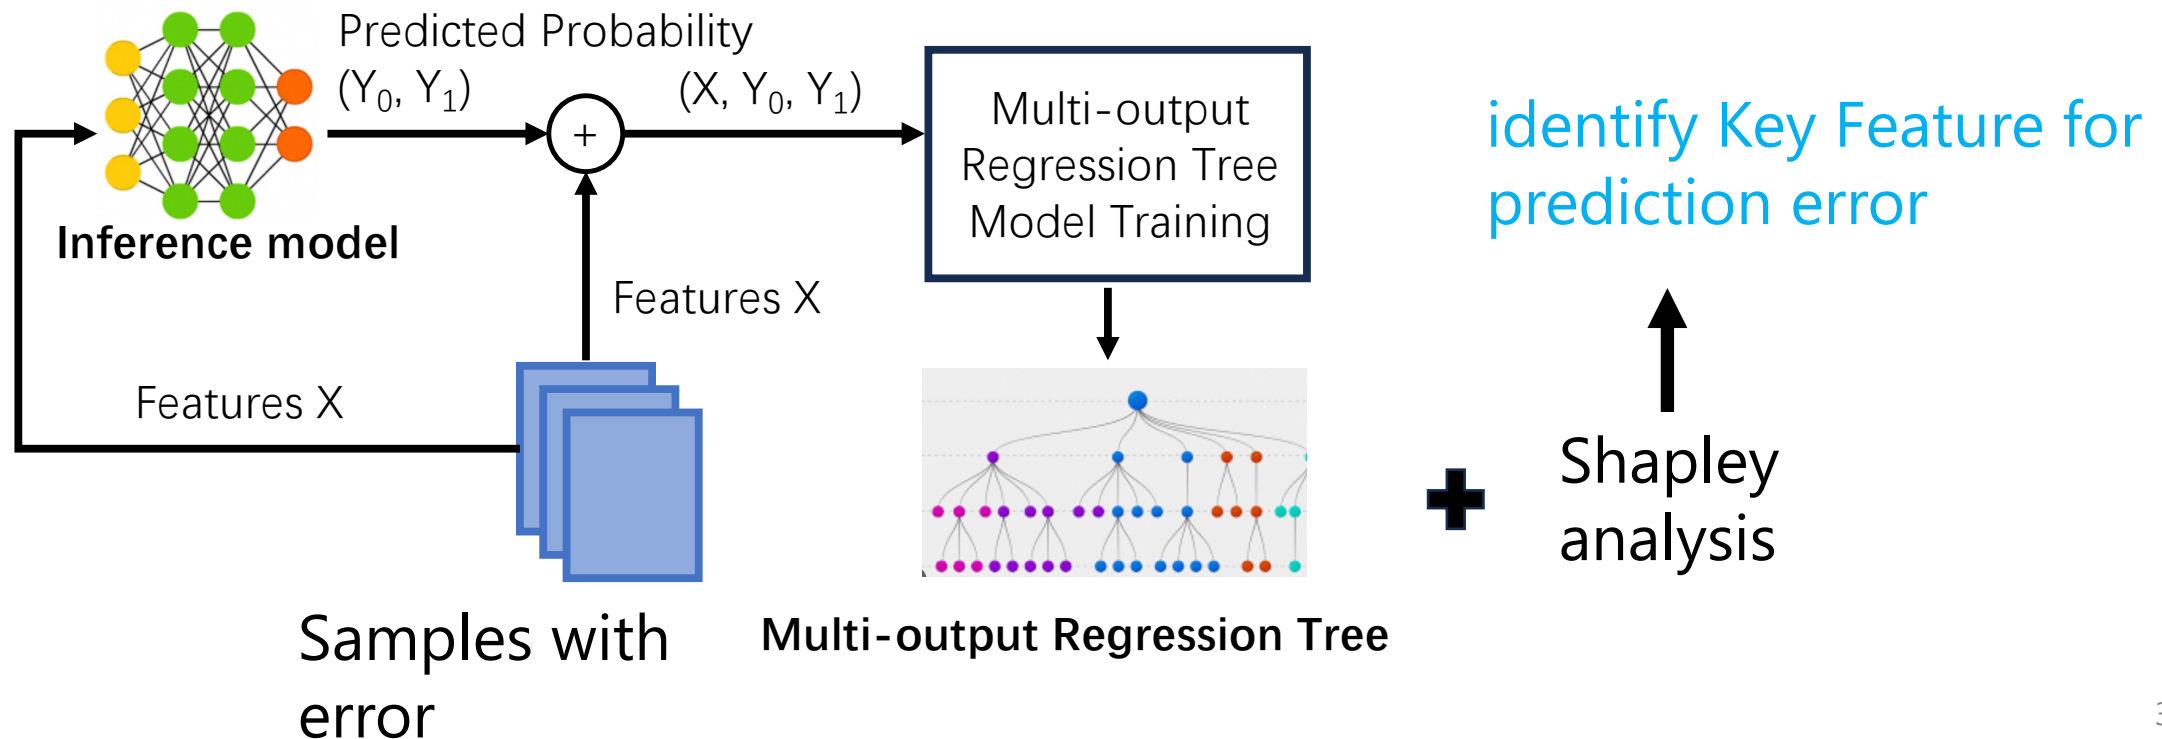 Predicted Probability
(Y0, Y1)
(X, Y0, Y1)
+
Multi-output
Regression Tree
Model Training
identify Key Feature for
prediction error
Inference model
Features X
Features X
Shapley
analysis
Samples with
error
Multi-output Regression Tree